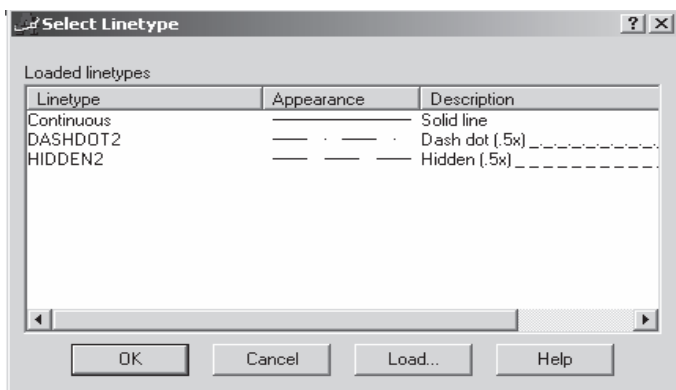 Select Linetype
Loaded linetypes
Linetype Appearance Description
Continuous Solid line
DASHDOT2 Dash dot (.5x) _._._._._._._._.
HIDDEN2 Hidden (.5x) _ _ _ _ _ _ _ _ _ _
OK Cancel Load... Help